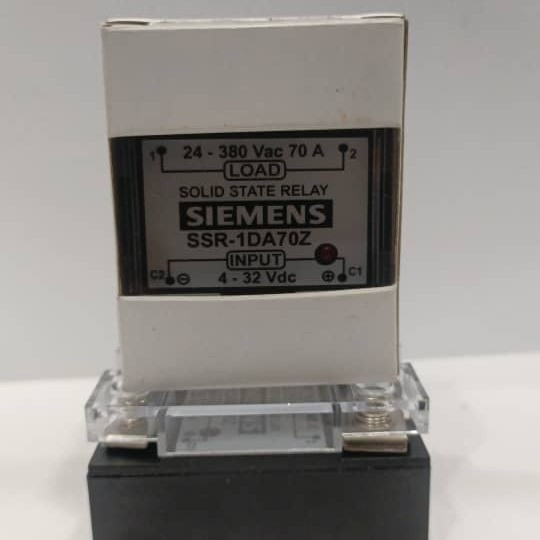 1 24 - 380 Vac 70 A 2
LOAD
SOLID STATE RELAY
SIEMENS
SSR-1DA70Z
INPUT
C2 ⊖ 4 - 32 Vdc ⊕ C1